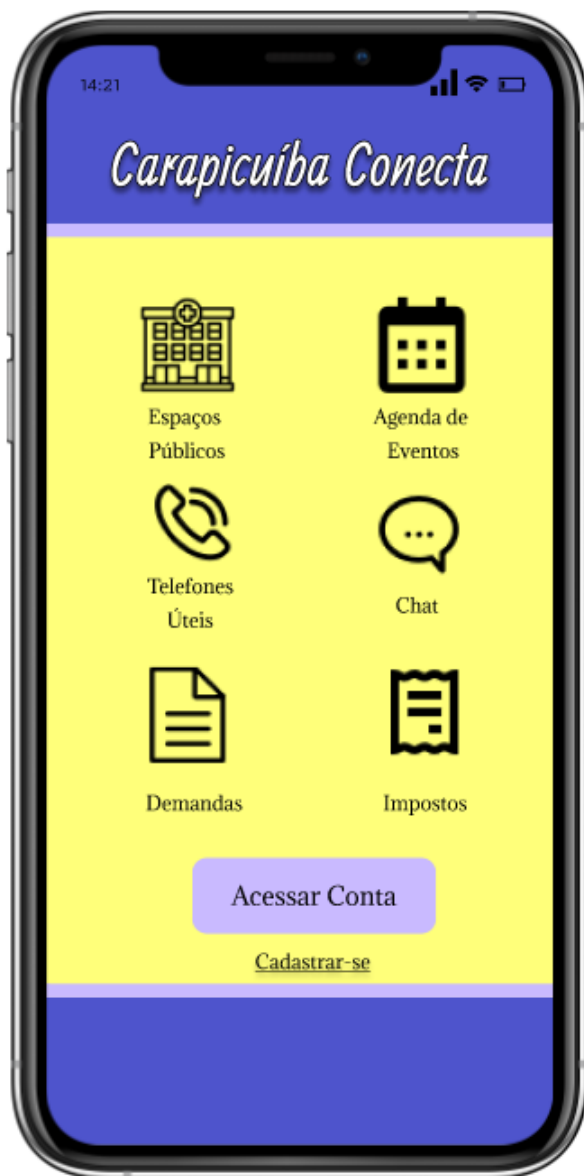 14:21
Carapicuíba Conecta
Espaços
Públicos
Agenda de
Eventos
Telefones
Úteis
Chat
Demandas
Impostos
Acessar Conta
Cadastrar-se